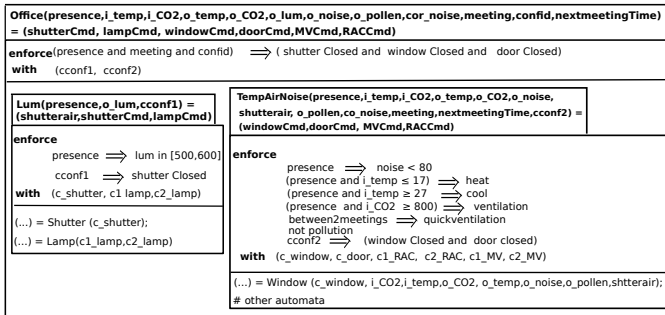 Office(presence,i_temp,i_CO2,o_temp,o_CO2,o_lum,o_noise,o_pollen,cor_noise,meeting,confid,nextmeetingTime)
= (shutterCmd, lampCmd, windowCmd,doorCmd,MVCmd,RACCmd)
enforce(presence and meeting and confid) ⟹ ( shutter Closed and window Closed and door Closed)
with (cconf1, cconf2)
Lum(presence,o_lum,cconf1) =
(shutterair,shutterCmd,lampCmd)
enforce
presence ⟹ lum in [500,600]
cconf1 ⟹ shutter Closed
with (c_shutter, c1 lamp,c2_lamp)
(...) = Shutter (c_shutter);
(...) = Lamp(c1_lamp,c2_lamp)
TempAirNoise(presence,i_temp,i_CO2,o_temp,o_CO2,o_noise,
shutterair, o_pollen,co_noise,meeting,nextmeetingTime,cconf2) =
(windowCmd,doorCmd, MVCmd,RACCmd)
enforce
presence ⟹ noise < 80
(presence and i_temp ≤ 17) ⟹ heat
(presence and i_temp ≥ 27 ⟹ cool
(presence and i_CO2 ≥ 800) ⟹ ventilation
between2meetings ⟹ quickventilation
not pollution
cconf2 ⟹ (window Closed and door closed)
with (c_window, c_door, c1_RAC, c2_RAC, c1_MV, c2_MV)
(...) = Window (c_window, i_CO2,i_temp,o_CO2, o_temp,o_noise,o_pollen,shtterair);
# other automata